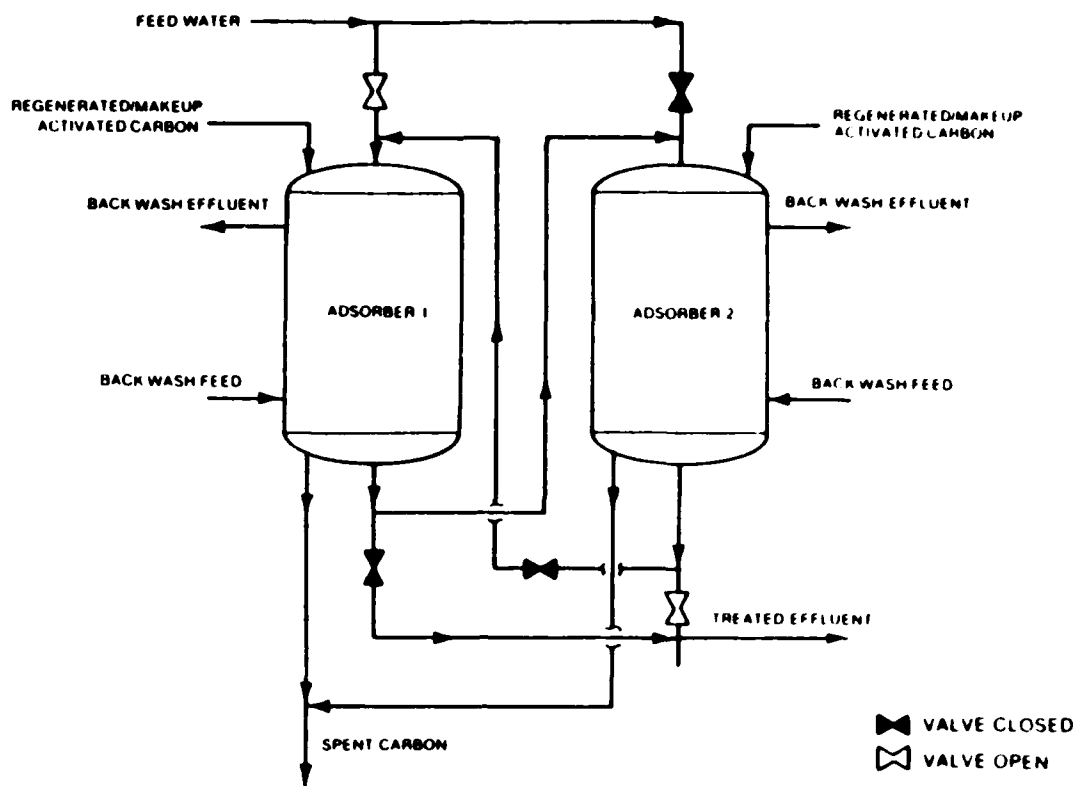 FEED WATER
REGENERATED/MAKEUP
ACTIVATED CARBON
REGENERATED/MAKEUP
ACTIVATED CARBON
BACK WASH EFFLUENT
BACK WASH EFFLUENT
ADSORBER 1
ADSORBER 2
BACK WASH FEED
BACK WASH FEED
TREATED EFFLUENT
SPENT CARBON
VALVE CLOSED
VALVE OPEN